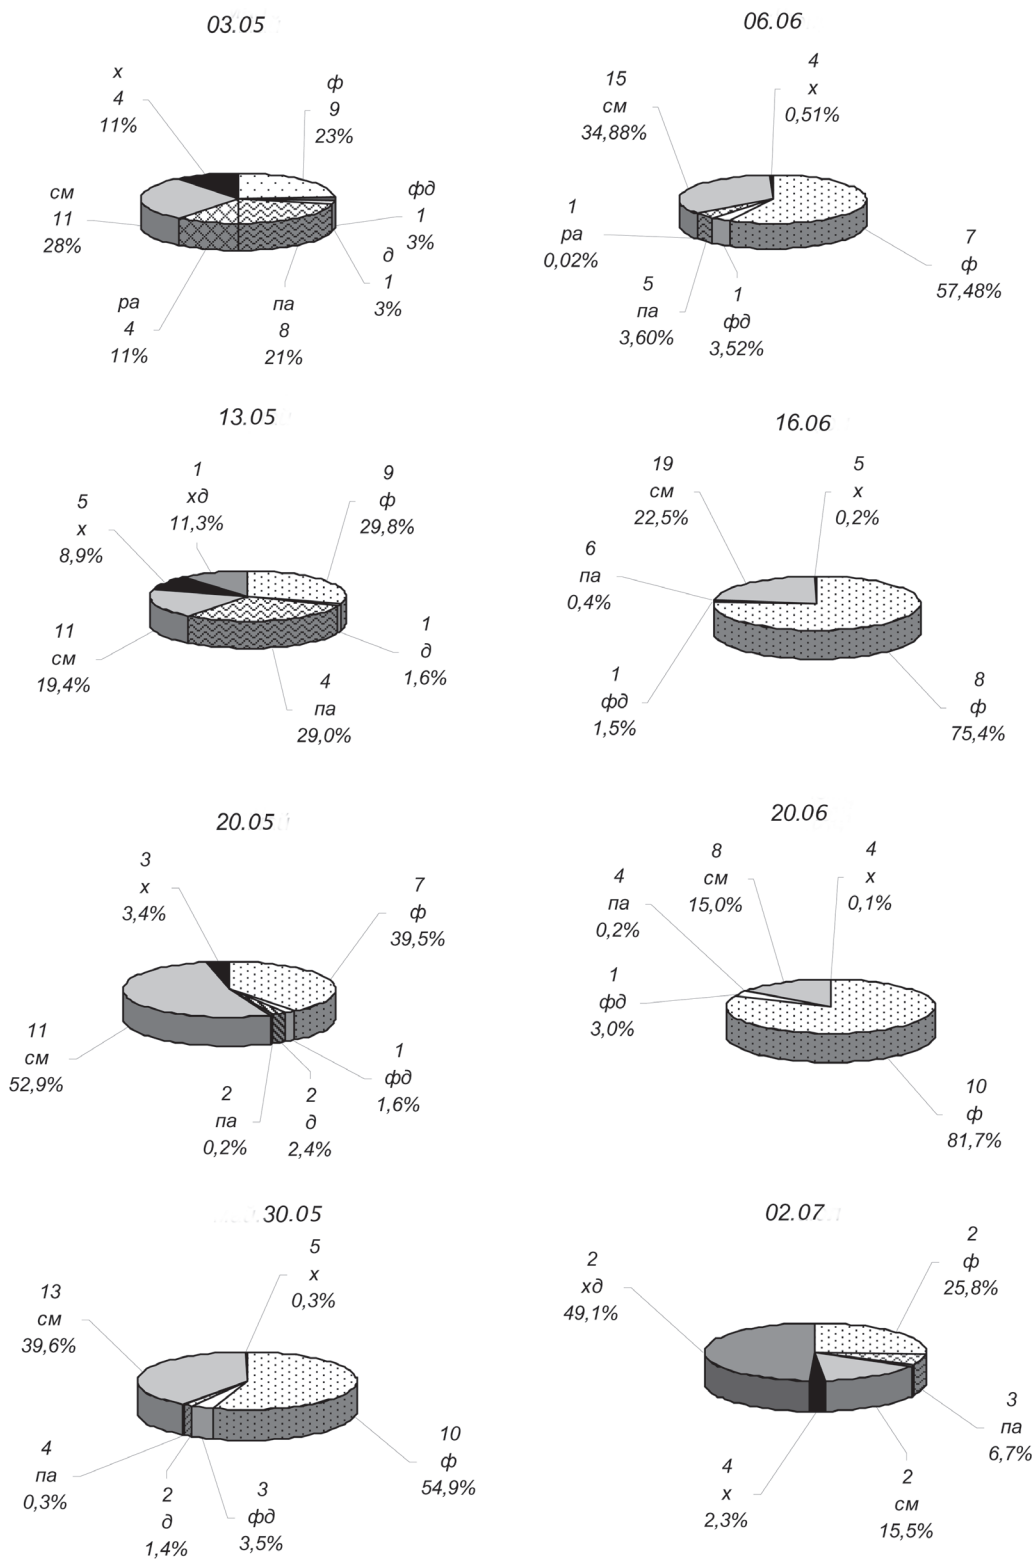 03.05
х
4
11%
ф
9
23%
см
11
28%
фд
1
3%
д
1
3%
ра
4
11%
па
8
21%
06.06
15
см
34,88%
4
х
0,51%
1
ра
0,02%
5
па
3,60%
1
фд
3,52%
7
ф
57,48%
13.05
1
хд
11,3%
9
ф
29,8%
5
х
8,9%
11
см
19,4%
4
па
29,0%
1
д
1,6%
16.06
19
см
22,5%
5
х
0,2%
6
па
0,4%
1
фд
1,5%
8
ф
75,4%
20.05
3
х
3,4%
7
ф
39,5%
11
см
52,9%
2
па
0,2%
2
д
2,4%
1
фд
1,6%
20.06
4
па
0,2%
8
см
15,0%
4
х
0,1%
1
фд
3,0%
10
ф
81,7%
30.05
5
х
0,3%
13
см
39,6%
4
па
0,3%
2
д
1,4%
3
фд
3,5%
10
ф
54,9%
02.07
2
хд
49,1%
2
ф
25,8%
4
х
2,3%
2
см
15,5%
3
па
6,7%